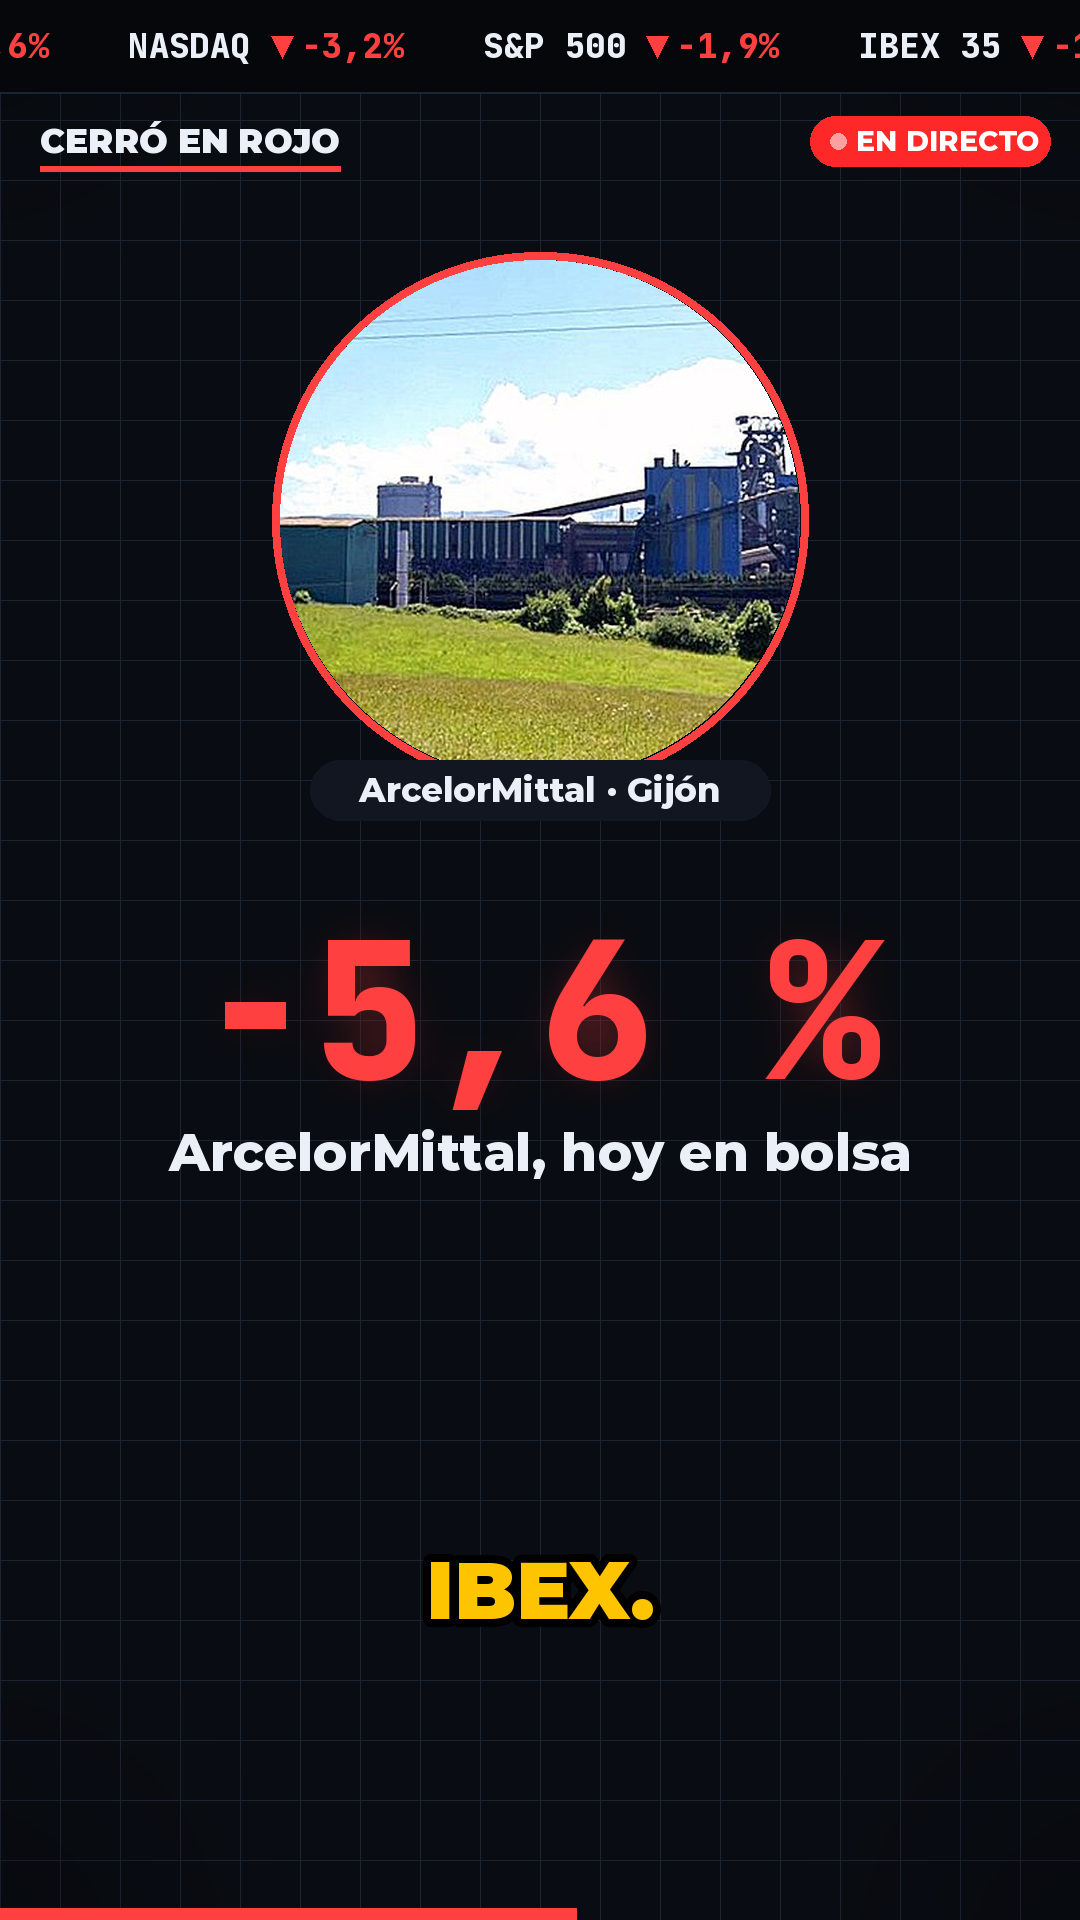 6% NASDAQ ▼-3,2% S&P 500 ▼-1,9% IBEX 35 ▼-1
CERRÓ EN ROJO
EN DIRECTO
ArcelorMittal · Gijón
-5,6 %
ArcelorMittal, hoy en bolsa
IBEX.